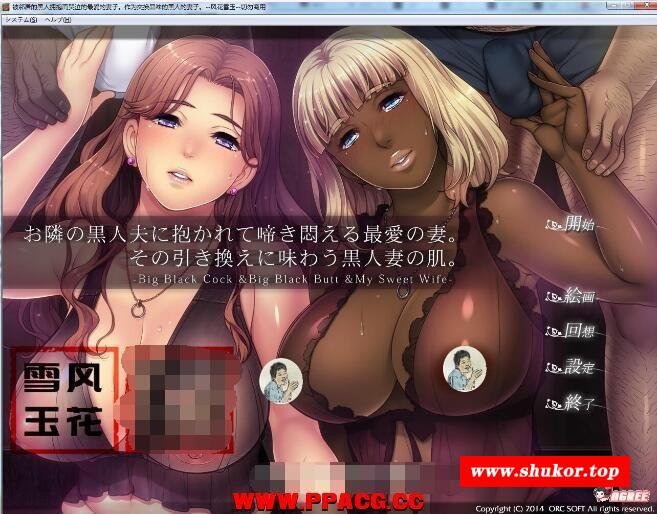 被邻居的黑人拥抱而哭泣的最爱的妻子。作为交换品味的黑人的妻子。--风花雪玉--切勿商用
システム(S) ヘルプ(H)
お隣の黒人夫に抱かれて啼き悶える最愛の妻。
その引き換えに味わう黒人妻の肌。
-Big Black Cock &Big Black Butt &My Sweet Wife-
開始
絵画
回想
設定
終了
雪风
玉花
www.shukor.top
WWW.PPACG.CC
AGREE
Copyright (C) 2014 ORC SOFT All Rights reserved.